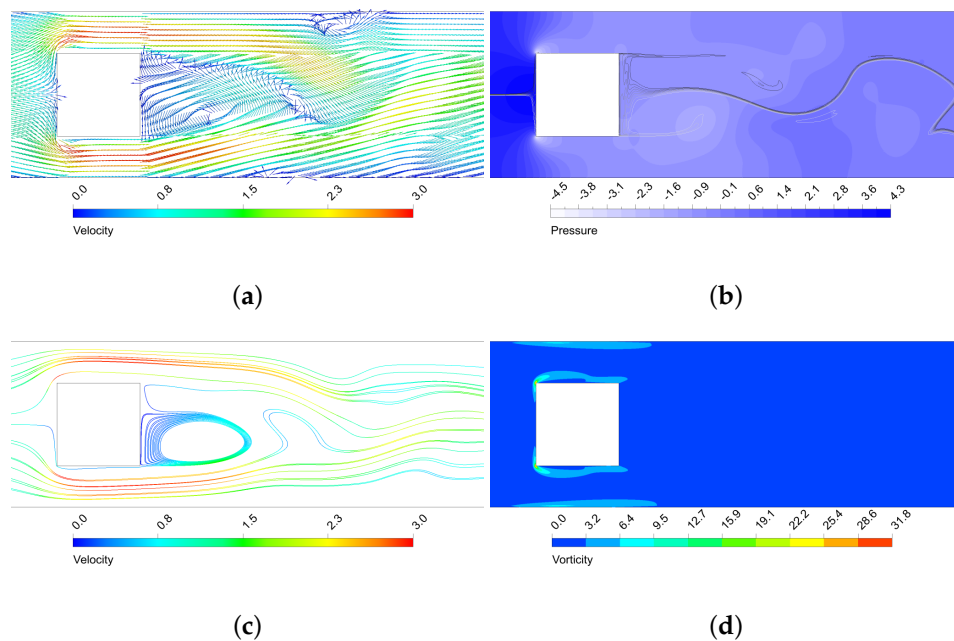 0.0 0.8 1.5 2.3 3.0
Velocity
(a)
-4.5 -3.8 -3.1 -2.3 -1.6 -0.9 -0.1 0.6 1.4 2.1 2.8 3.6 4.3
Pressure
(b)
0.0 0.8 1.5 2.3 3.0
Velocity
(c)
0.0 3.2 6.4 9.5 12.7 15.9 19.1 22.2 25.4 28.6 31.8
Vorticity
(d)